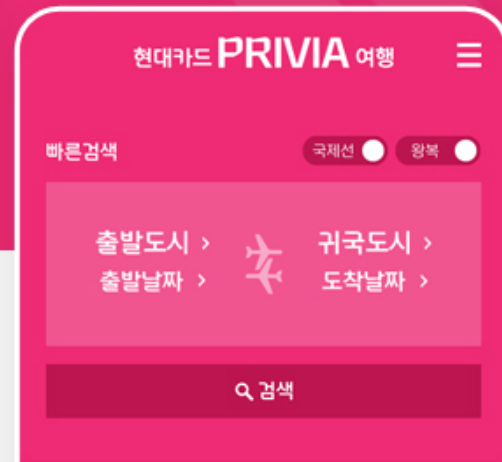 현대카드 PRIVIA 여행
빠른검색 국제선 왕복
출발도시 > 귀국도시 >
출발날짜 > 도착날짜 >
검색